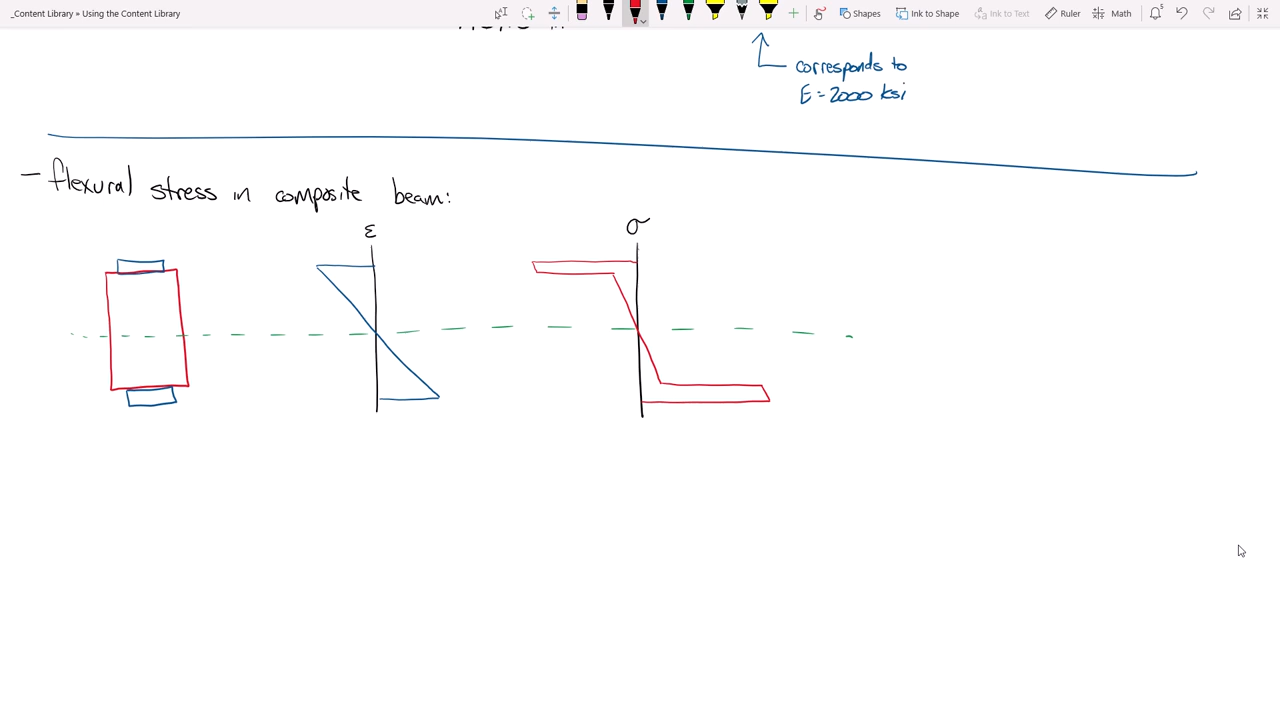 _Content Library » Using the Content Library
Shapes
Ink to Shape
Ink to Text
Ruler
Math
5
corresponds to
E = 2000 ksi
- flexural stress in composite beam:
ε
σ